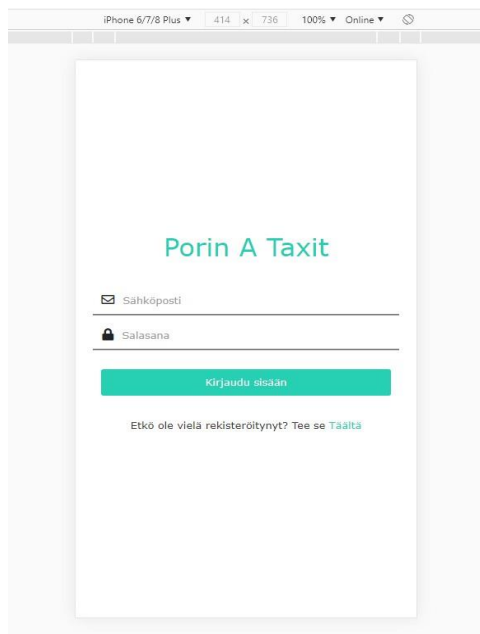 iPhone 6/7/8 Plus ▼ 414 x 736 100% ▼ Online ▼
Porin A Taxit
Sähköposti
Salasana
Kirjaudu sisään
Etkö ole vielä rekisteröitynyt? Tee se Täältä